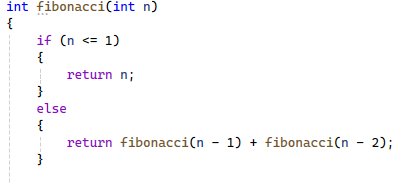 int fibonacci(int n)
{
    if (n <= 1)
    {
        return n;
    }
    else
    {
        return fibonacci(n - 1) + fibonacci(n - 2);
    }